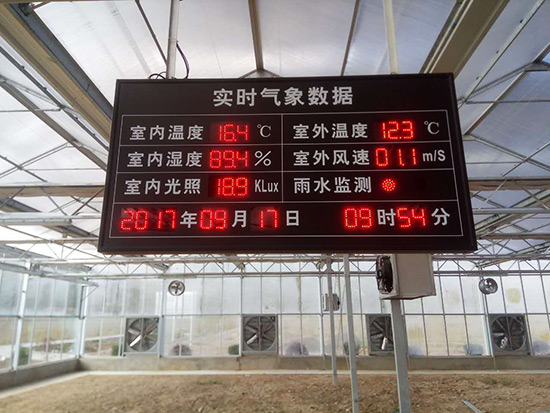 实时气象数据
室内温度 16.4 ℃ 室外温度 12.3 ℃
室内湿度 89.4 % 室外风速 01.1 m/S
室内光照 18.9 KLux 雨水监测
2017年09月17日 09时54分